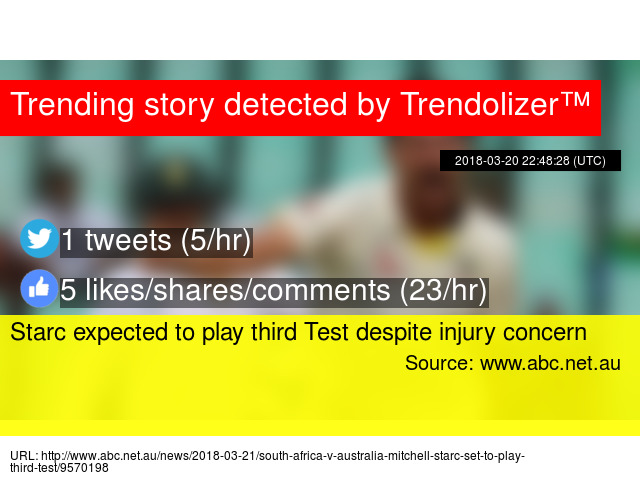 Trending story detected by Trendolizer™
2018-03-20 22:48:28 (UTC)
1 tweets (5/hr)
5 likes/shares/comments (23/hr)
Starc expected to play third Test despite injury concern
Source: www.abc.net.au
URL: http://www.abc.net.au/news/2018-03-21/south-africa-v-australia-mitchell-starc-set-to-play-
third-test/9570198